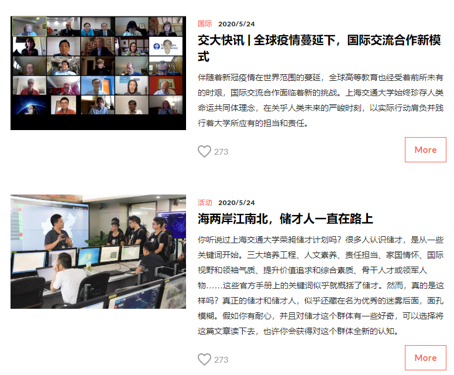 国际 2020/5/24
交大快讯 | 全球疫情蔓延下，国际交流合作新模
式
伴随着新冠疫情在世界范围的蔓延，全球高等教育也经受着前所未有
的时艰，国际交流合作面临着新的挑战。上海交通大学始终珍存人类
命运共同体理念，在关乎人类未来的严峻时刻，以实际行动肩负并践
行着大学所应有的担当和责任。
273
More
活动 2020/5/24
海两岸江南北，储才人一直在路上
你听说过上海交通大学荣昶储才计划吗？很多人认识储才，是从一些
关键词开始。三大培养工程、人文素养、责任担当、家国情怀、国际
视野和领袖气质、提升价值追求和综合素质、骨干人才或领军人
物……这些官方手册上的关键词似乎就概括了储才。然而，真的是这
样吗？真正的储才和储才人，似乎还藏在名为优秀的迷雾后面，面孔
模糊。假如你有耐心，并且对储才这个群体有一些好奇，可以选择将
这篇文章读下去，也许你会获得对这个群体全新的认知。
273
More